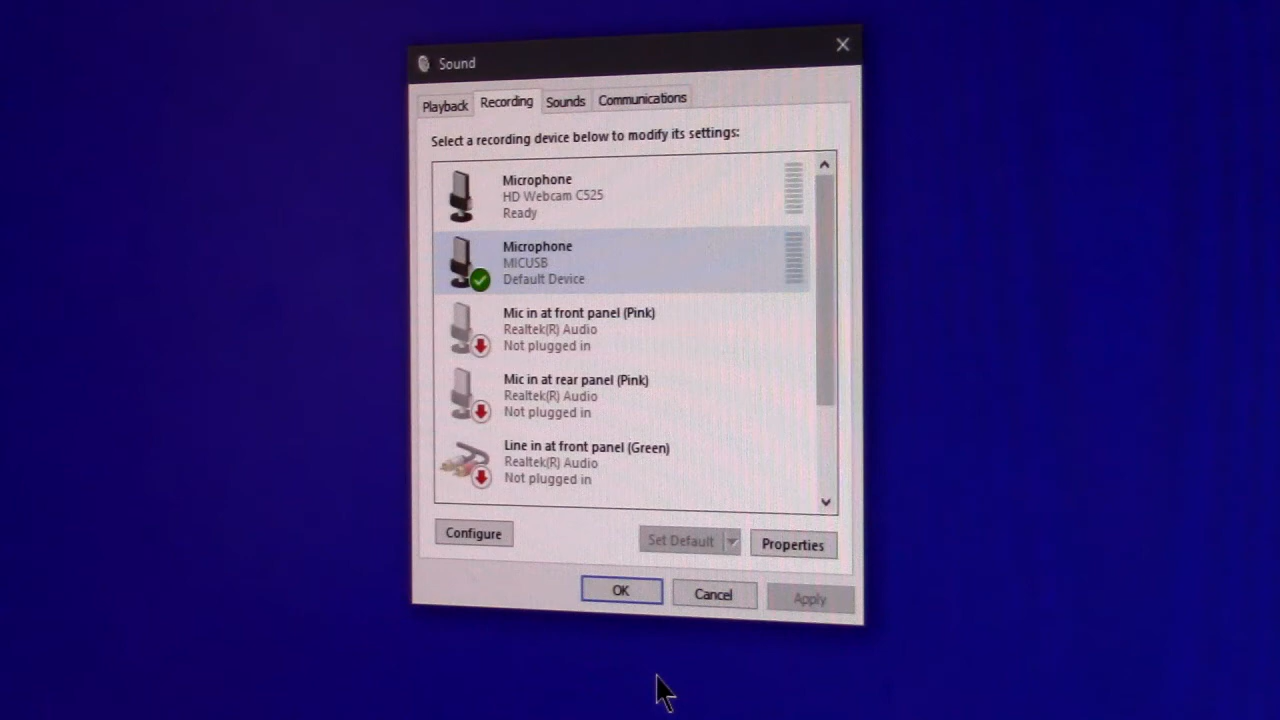 Sound
Playback Recording Sounds Communications
Select a recording device below to modify its settings:
Microphone
HD Webcam C525
Ready
Microphone
MICUSB
Default Device
Mic in at front panel (Pink)
Realtek(R) Audio
Not plugged in
Mic in at rear panel (Pink)
Realtek(R) Audio
Not plugged in
Line in at front panel (Green)
Realtek(R) Audio
Not plugged in
Configure Set Default Properties
OK Cancel Apply